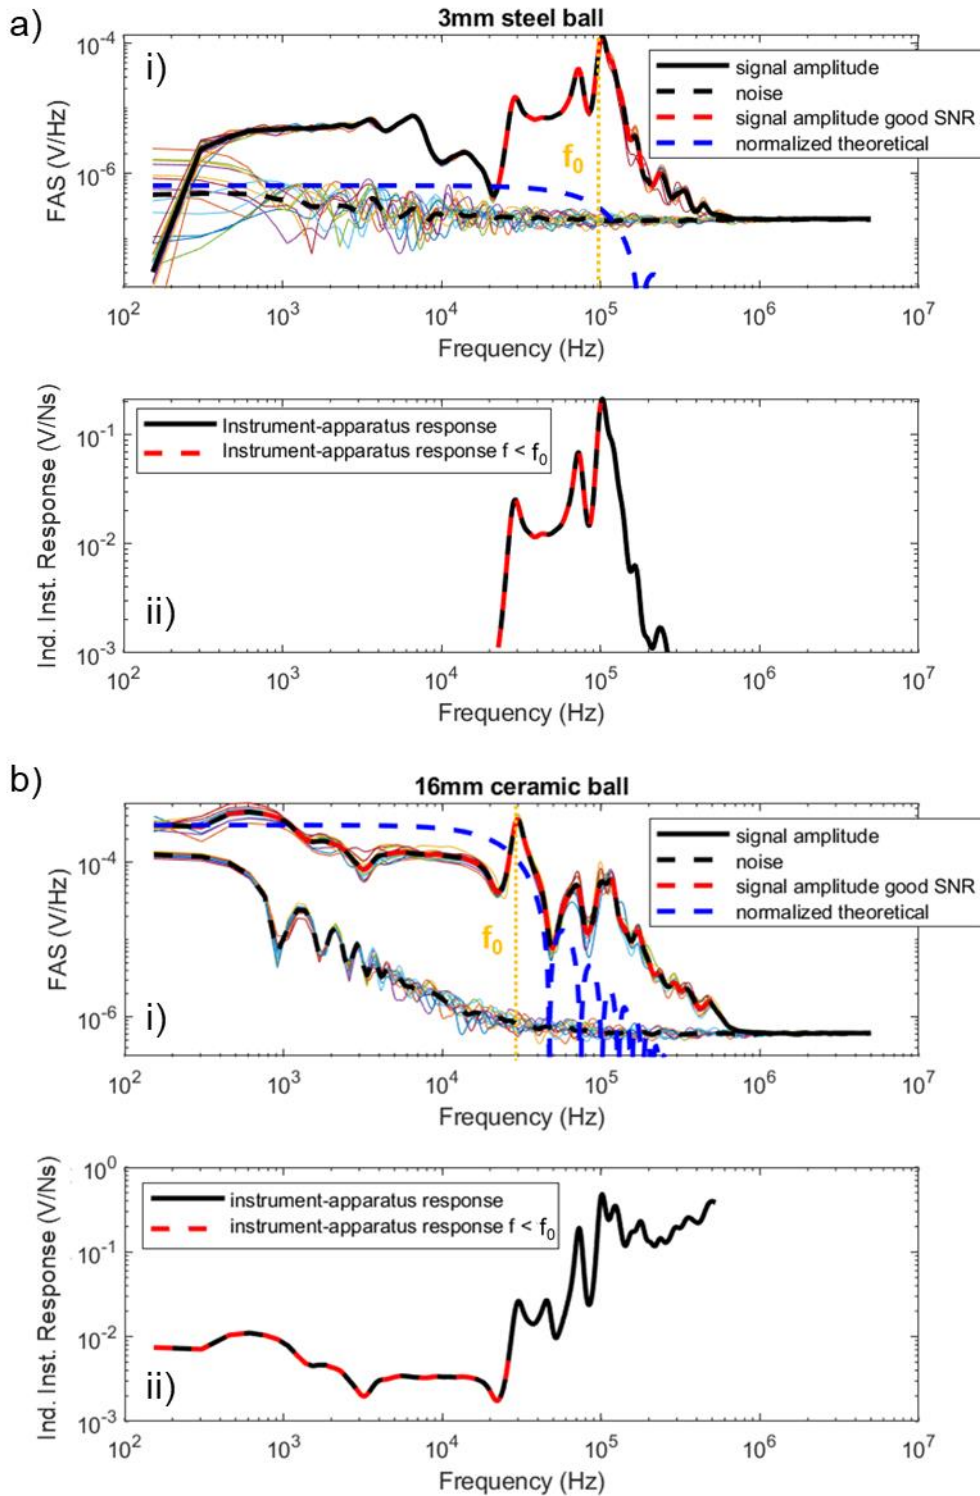 a)
3mm steel ball
i)
10^-4
10^-6
FAS (V/Hz)
f0
signal amplitude
noise
signal amplitude good SNR
normalized theoretical
10^2 10^3 10^4 10^5 10^6 10^7
Frequency (Hz)
Ind. Inst. Response (V/Ns)
10^-1
10^-2
10^-3
Instrument-apparatus response
Instrument-apparatus response f < f0
ii)
10^2 10^3 10^4 10^5 10^6 10^7
Frequency (Hz)
b)
16mm ceramic ball
FAS (V/Hz)
10^-4
10^-6
f0
i)
signal amplitude
noise
signal amplitude good SNR
normalized theoretical
10^2 10^3 10^4 10^5 10^6 10^7
Frequency (Hz)
Ind. Inst. Response (V/Ns)
10^0
10^-1
10^-2
10^-3
instrument-apparatus response
instrument-apparatus response f < f0
ii)
10^2 10^3 10^4 10^5 10^6 10^7
Frequency (Hz)